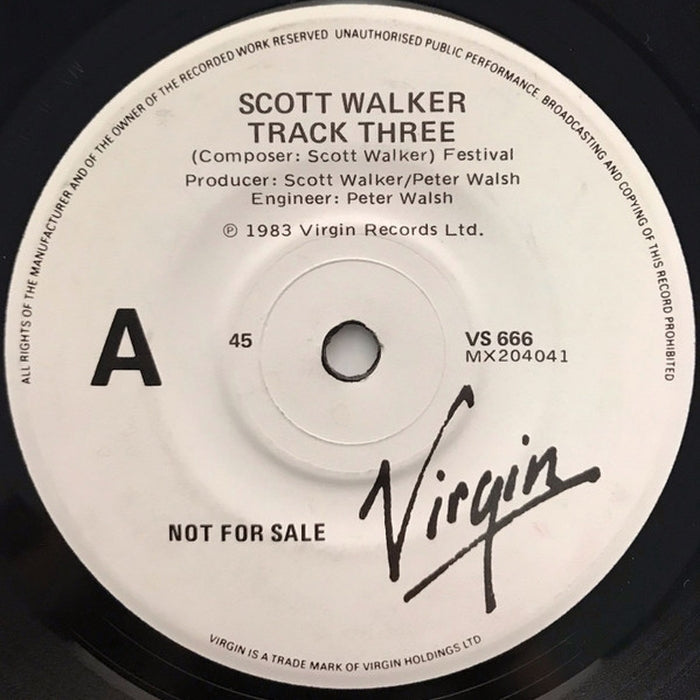 ALL RIGHTS OF THE MANUFACTURER AND OF THE OWNER OF THE RECORDED WORK RESERVED UNAUTHORISED PUBLIC PERFORMANCE BROADCASTING AND COPYING OF THIS RECORD PROHIBITED
SCOTT WALKER
TRACK THREE
(Composer: Scott Walker) Festival
Producer: Scott Walker/Peter Walsh
Engineer: Peter Walsh
℗ 1983 Virgin Records Ltd.
A
45
VS 666
MX204041
Virgin
NOT FOR SALE
VIRGIN IS A TRADE MARK OF VIRGIN HOLDINGS LTD